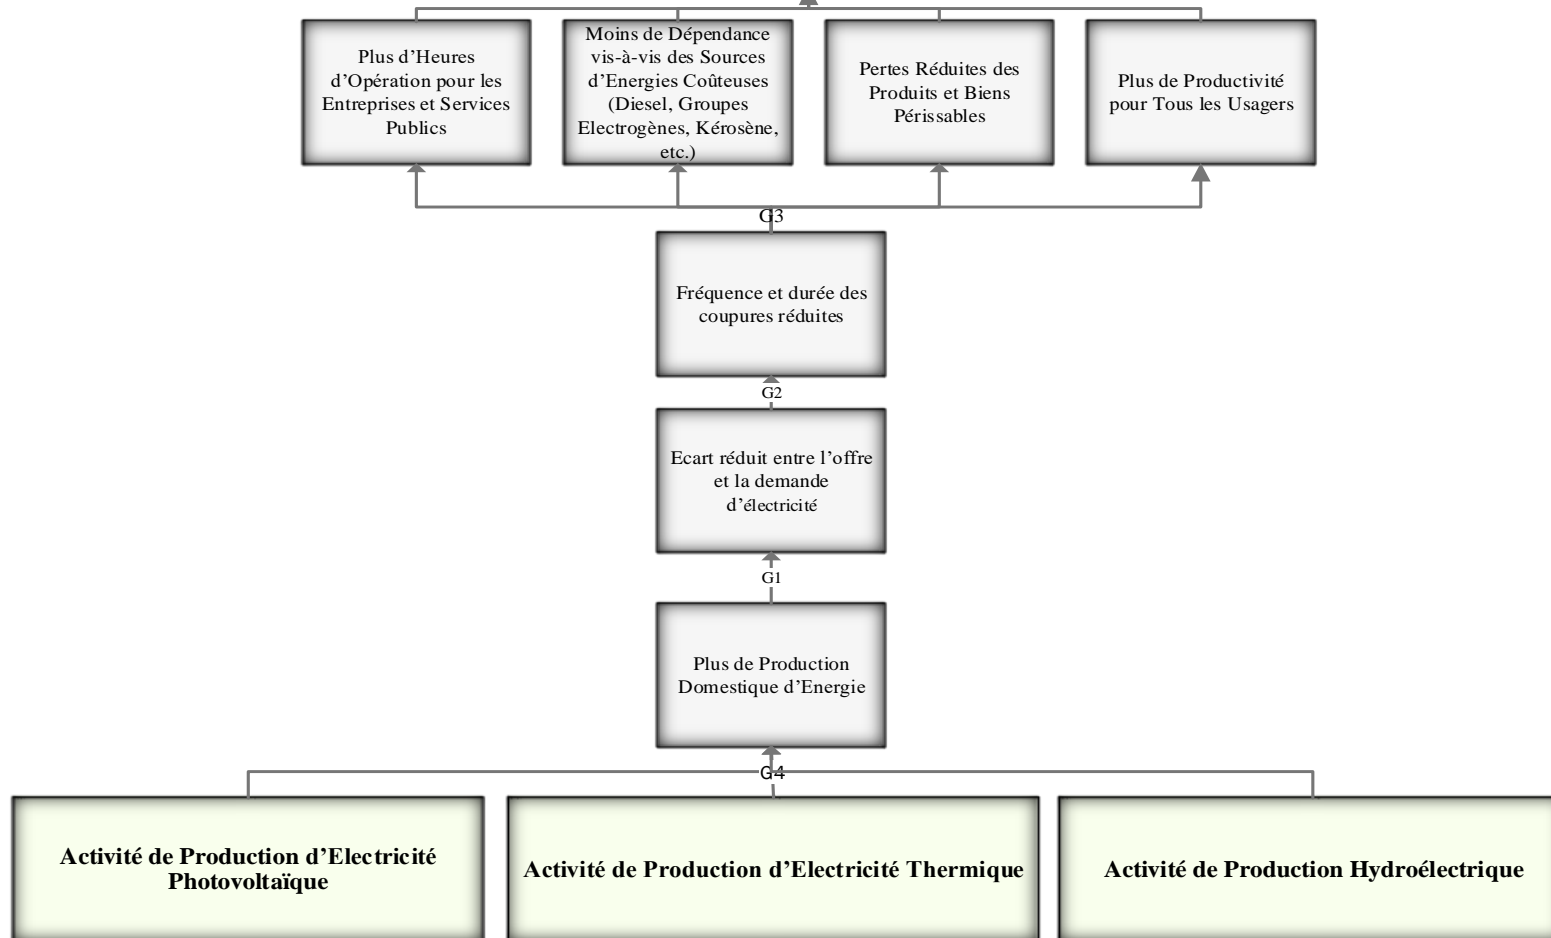 Plus d’Heures
d’Opération pour les
Entreprises et Services
Publics
Moins de Dépendance
vis-à-vis des Sources
d’Energies Coûteuses
(Diesel, Groupes
Electrogènes, Kérosène,
etc.)
Pertes Réduites des
Produits et Biens
Périssables
Plus de Productivité
pour Tous les Usagers
G3
Fréquence et durée des
coupures réduites
G2
Ecart réduit entre l’offre
et la demande
d’électricité
G1
Plus de Production
Domestique d’Energie
G4
Activité de Production d’Electricité
Photovoltaïque
Activité de Production d’Electricité Thermique
Activité de Production Hydroélectrique